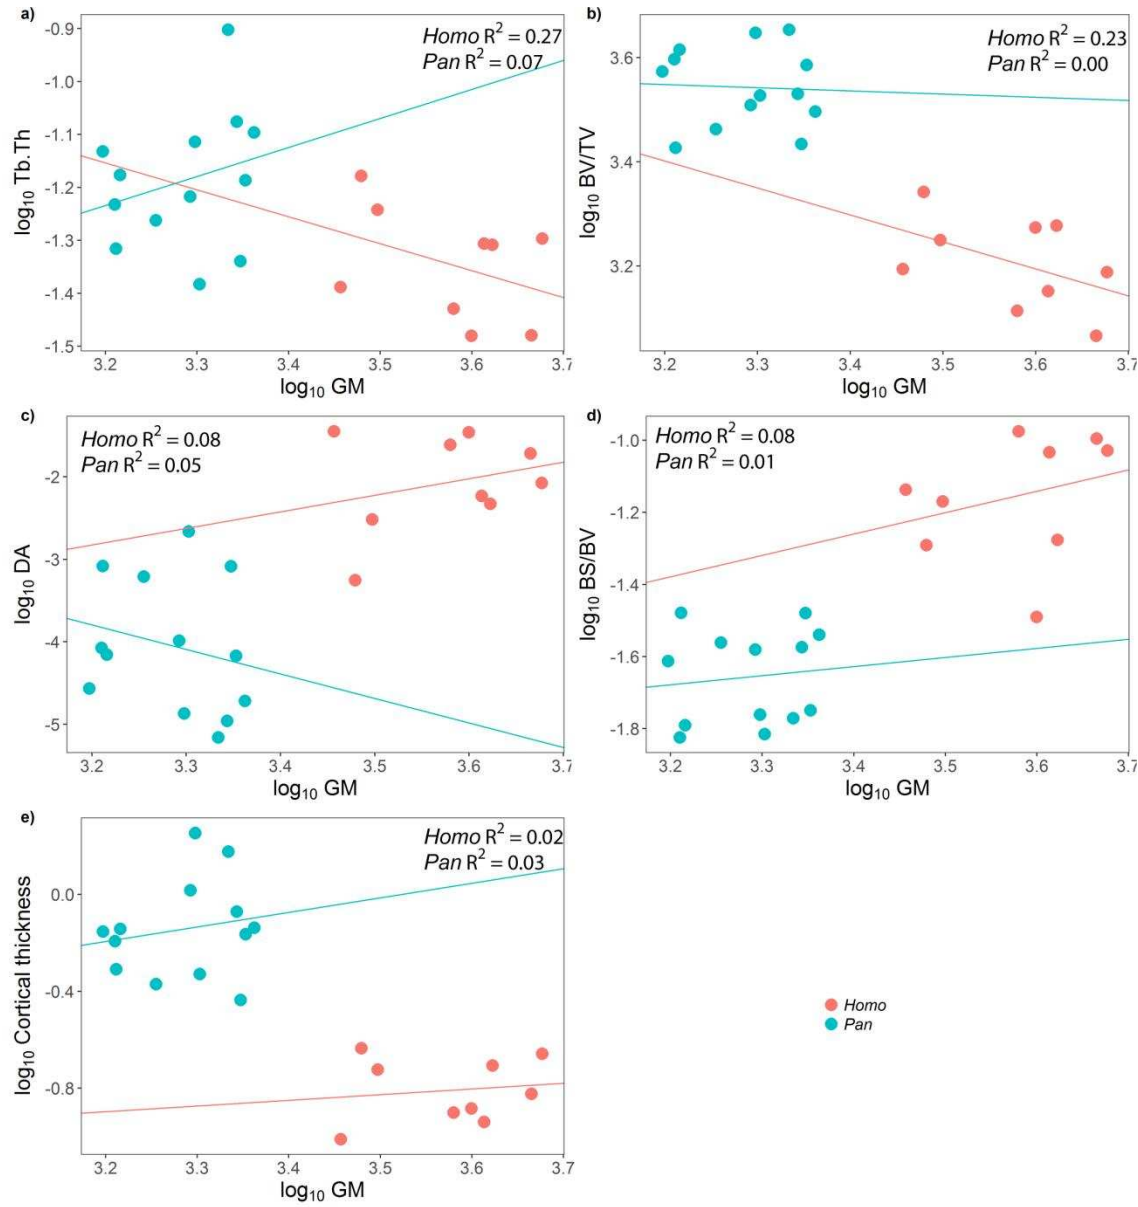 a)
Homo R² = 0.27
Pan R² = 0.07
-0.9
-1.0
-1.1
-1.2
-1.3
-1.4
-1.5
log₁₀ Tb.Th
3.2 3.3 3.4 3.5 3.6 3.7
log₁₀ GM
b)
Homo R² = 0.23
Pan R² = 0.00
3.6
3.4
3.2
log₁₀ BV/TV
3.2 3.3 3.4 3.5 3.6 3.7
log₁₀ GM
c)
Homo R² = 0.08
Pan R² = 0.05
-2
-3
-4
-5
log₁₀ DA
3.2 3.3 3.4 3.5 3.6 3.7
log₁₀ GM
d)
Homo R² = 0.08
Pan R² = 0.01
-1.0
-1.2
-1.4
-1.6
-1.8
log₁₀ BS/BV
3.2 3.3 3.4 3.5 3.6 3.7
log₁₀ GM
e)
Homo R² = 0.02
Pan R² = 0.03
0.0
-0.4
-0.8
log₁₀ Cortical thickness
3.2 3.3 3.4 3.5 3.6 3.7
log₁₀ GM
Homo
Pan